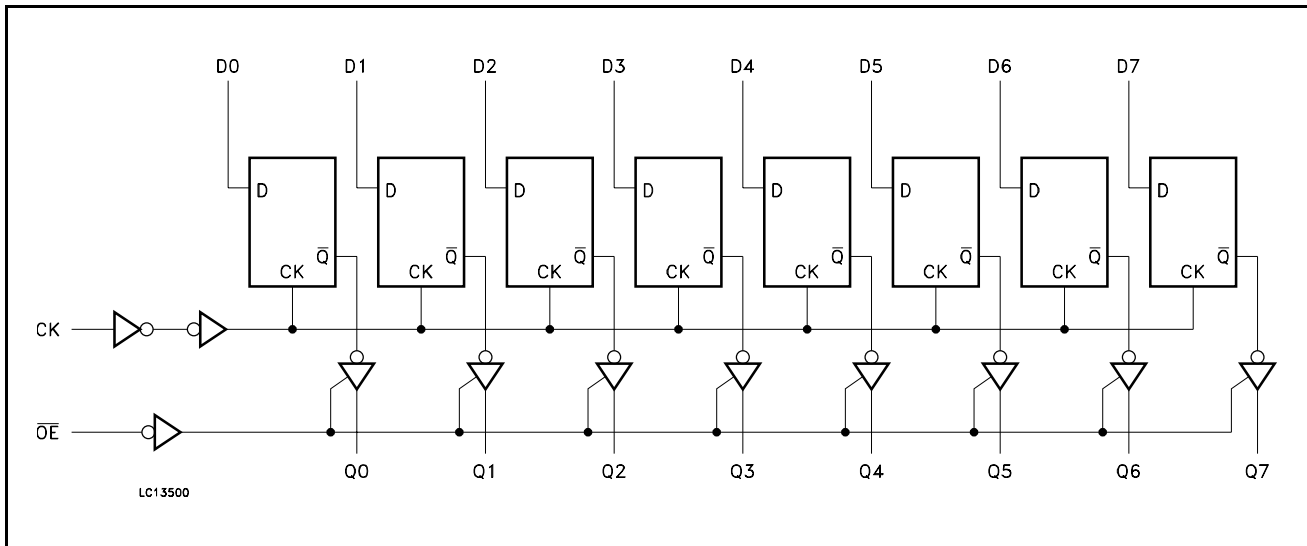 D0 D1 D2 D3 D4 D5 D6 D7
D D D D D D D D
Q̅ Q̅ Q̅ Q̅ Q̅ Q̅ Q̅ Q̅
CK CK CK CK CK CK CK CK
CK
O̅E̅
Q0 Q1 Q2 Q3 Q4 Q5 Q6 Q7
LC13500